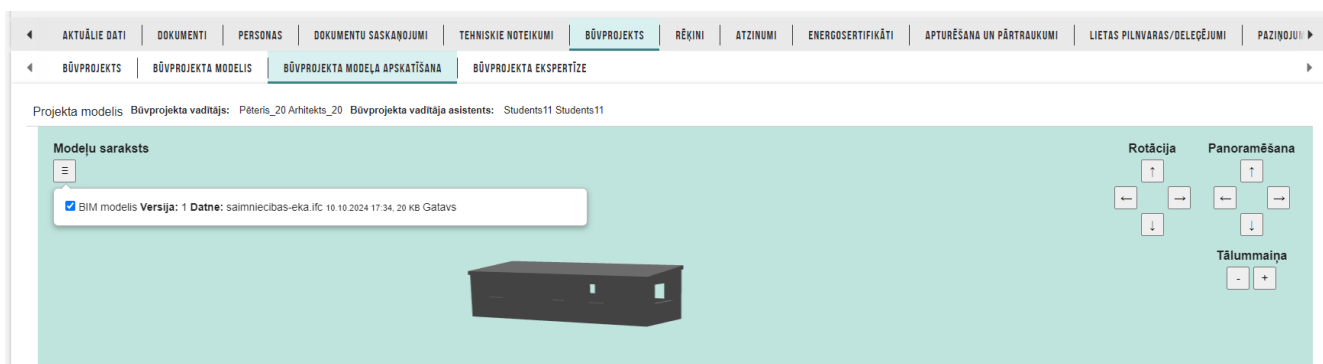 AKTUĀLIE DATI DOKUMENTI PERSONAS DOKUMENTU SASKAŅOJUMI TEHNISKIE NOTEIKUMI BŪVPROJEKTS RĒĶINI ATZINUMI ENERGOSERTIFIKĀTI APTURĒŠANA UN PĀRTRAUKUMI LIETAS PILNVARAS/DELEĢĒJUMI PAZIŅOJUM
BŪVPROJEKTS BŪVPROJEKTA MODELIS BŪVPROJEKTA MODEĻA APSKATĪŠANA BŪVPROJEKTA EKSPERTĪZE
Projekta modelis Būvprojekta vadītājs: Pēteris_20 Arhitekts_20 Būvprojekta vadītāja asistents: Students11 Students11
Modeļu saraksts
Rotācija Panoramēšana
↑ ↑
← → ← →
↓ ↓
BIM modelis Versija: 1 Datne: saimniecibas-eka.ifc 10.10.2024 17:34, 20 KB Gatavs
Tālummaiņa
- +